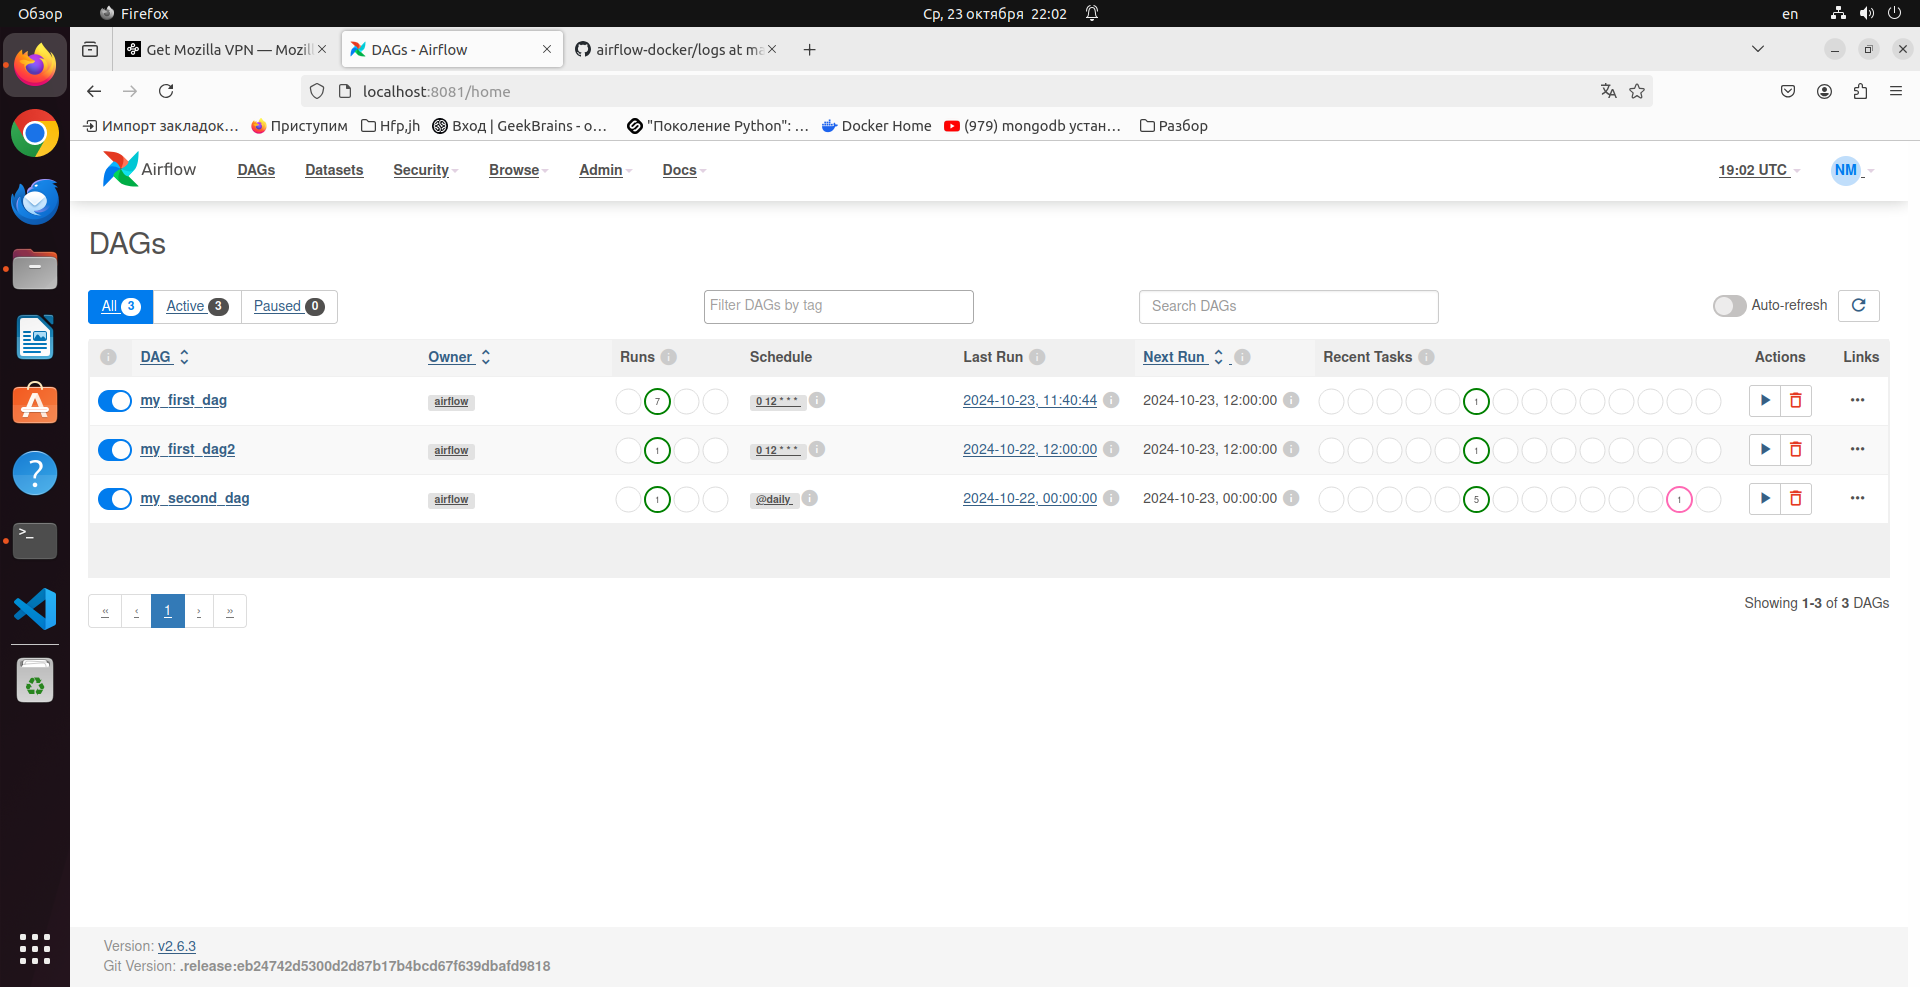 Обзор
Firefox
Ср, 23 октября 22:02
en
Get Mozilla VPN — Mozil
DAGs - Airflow
airflow-docker/logs at ma
localhost:8081/home
Импорт закладок…
Приступим
Hfp,jh
Вход | GeekBrains - о…
"Поколение Python": …
Docker Home
(979) mongodb устан…
Разбор
Airflow
DAGs
Datasets
Security
Browse
Admin
Docs
19:02 UTC
NM
DAGs
All 3
Active 3
Paused 0
Filter DAGs by tag
Search DAGs
Auto-refresh
i DAG Owner Runs i Schedule Last Run i Next Run i Recent Tasks i Actions Links
my_first_dag airflow 7 0 12 * * * i 2024-10-23, 11:40:44 i 2024-10-23, 12:00:00 i 1 •••
my_first_dag2 airflow 1 0 12 * * * i 2024-10-22, 12:00:00 i 2024-10-23, 12:00:00 i 1 •••
my_second_dag airflow 1 @daily i 2024-10-22, 00:00:00 i 2024-10-23, 00:00:00 i 5 1 •••
« ‹ 1 › »
Showing 1-3 of 3 DAGs
Version: v2.6.3
Git Version: .release:eb24742d5300d2d87b17b4bcd67f639dbafd9818